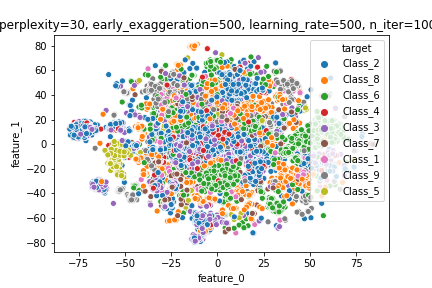 perplexity=30, early_exaggeration=500, learning_rate=500, n_iter=100
target
Class_2
Class_8
Class_6
Class_4
Class_3
Class_7
Class_1
Class_9
Class_5
feature_1
80
60
40
20
0
−20
−40
−60
−80
−75
−50
−25
0
25
50
75
feature_0